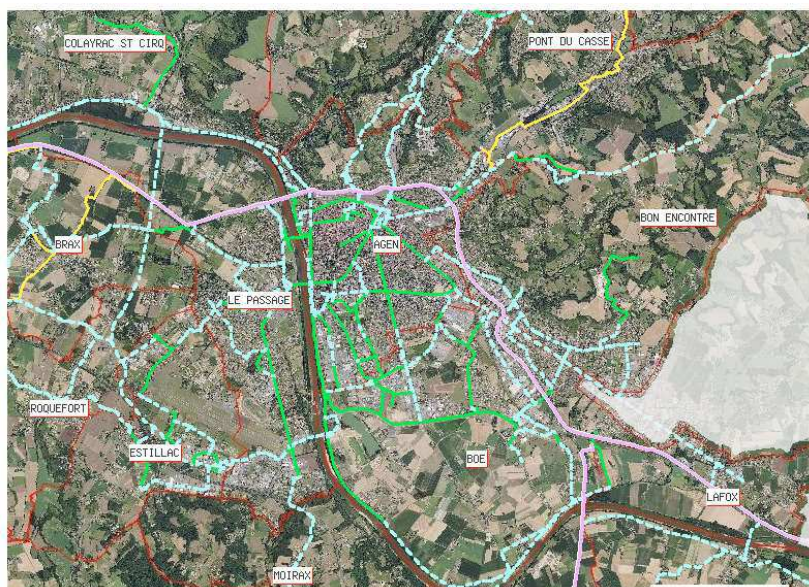 COLAYRAC ST CIRQ
PONT DU CASSE
BRAX
AGEN
BON ENCONTRE
LE PASSAGE
ROQUEFORT
ESTILLAC
BOE
LAFOX
MOIRAX